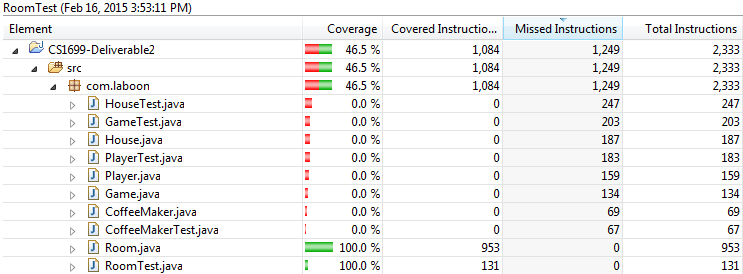 RoomTest (Feb 16, 2015 3:53:11 PM)
Element Coverage Covered Instructio... Missed Instructions Total Instructions
CS1699-Deliverable2 46.5 % 1,084 1,249 2,333
src 46.5 % 1,084 1,249 2,333
com.laboon 46.5 % 1,084 1,249 2,333
HouseTest.java 0.0 % 0 247 247
GameTest.java 0.0 % 0 203 203
House.java 0.0 % 0 187 187
PlayerTest.java 0.0 % 0 183 183
Player.java 0.0 % 0 159 159
Game.java 0.0 % 0 134 134
CoffeeMaker.java 0.0 % 0 69 69
CoffeeMakerTest.java 0.0 % 0 67 67
Room.java 100.0 % 953 0 953
RoomTest.java 100.0 % 131 0 131